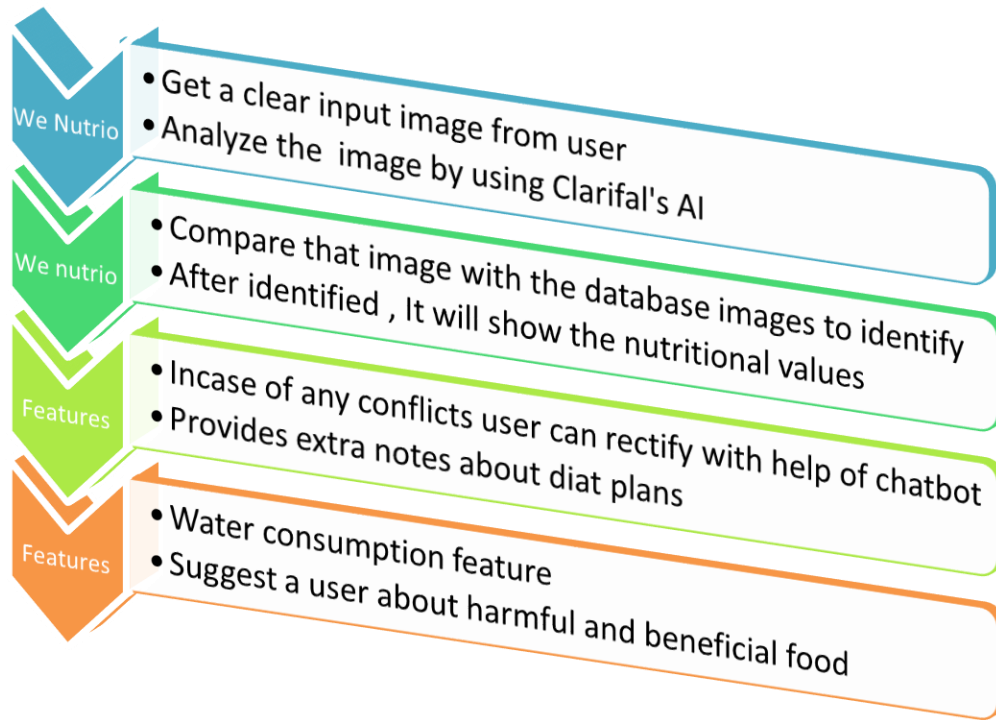 We Nutrio
• Get a clear input image from user
• Analyze the image by using Clarifal's AI
We nutrio
• Compare that image with the database images to identify
• After identified , It will show the nutritional values
Features
• Incase of any conflicts user can rectify with help of chatbot
• Provides extra notes about diat plans
Features
• Water consumption feature
• Suggest a user about harmful and beneficial food